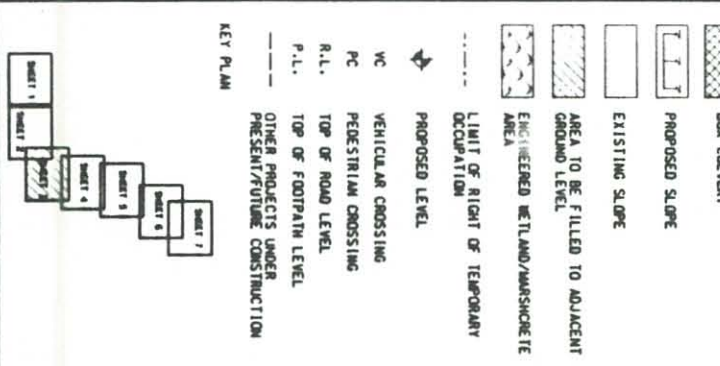 PROPOSED SLOPE
EXISTING SLOPE
AREA TO BE FILLED TO ADJACENT
GROUND LEVEL
ENGINEERED WETLAND/MARSHCRETE
AREA
LIMIT OF RIGHT OF TEMPORARY
OCCUPATION
PROPOSED LEVEL
VC VEHICULAR CROSSING
PC PEDESTRIAN CROSSING
R.L. TOP OF ROAD LEVEL
P.L. TOP OF FOOTPATH LEVEL
OTHER PROJECTS UNDER
PRESENT/FUTURE CONSTRUCTION
KEY PLAN
SHEET 1
SHEET 2
SHEET 4
SHEET 5
SHEET 6
SHEET 7